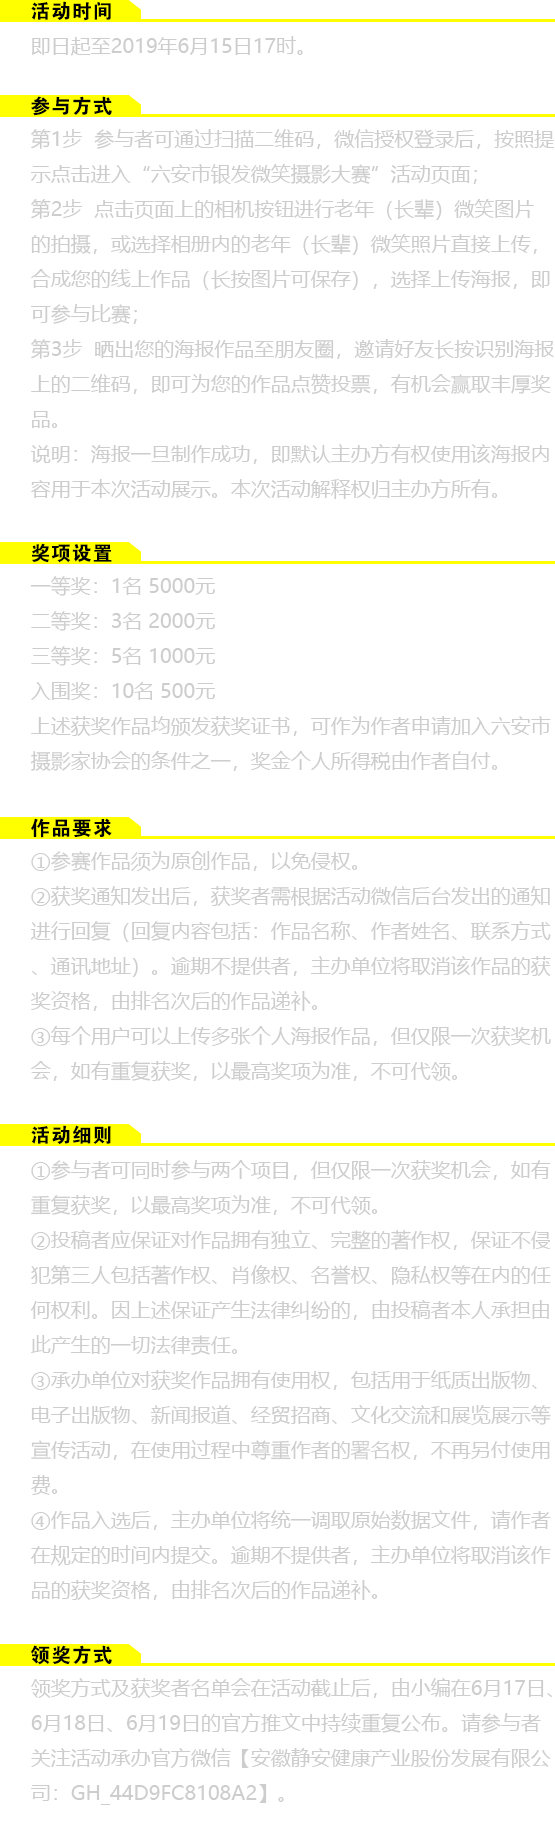 活动时间
即日起至2019年6月15日17时。
参与方式
第1步 参与者可通过扫描二维码，微信授权登录后，按照提
示点击进入“六安市银发微笑摄影大赛”活动页面；
第2步 点击页面上的相机按钮进行老年（长辈）微笑图片
的拍摄，或选择相册内的老年（长辈）微笑照片直接上传，
合成您的线上作品（长按图片可保存），选择上传海报，即
可参与比赛；
第3步 晒出您的海报作品至朋友圈，邀请好友长按识别海报
上的二维码，即可为您的作品点赞投票，有机会赢取丰厚奖
品。
说明：海报一旦制作成功，即默认主办方有权使用该海报内
容用于本次活动展示。本次活动解释权归主办方所有。
奖项设置
一等奖：1名 5000元
二等奖：3名 2000元
三等奖：5名 1000元
入围奖：10名 500元
上述获奖作品均颁发获奖证书，可作为作者申请加入六安市
摄影家协会的条件之一，奖金个人所得税由作者自付。
作品要求
①参赛作品须为原创作品，以免侵权。
②获奖通知发出后，获奖者需根据活动微信后台发出的通知
进行回复（回复内容包括：作品名称、作者姓名、联系方式
、通讯地址）。逾期不提供者，主办单位将取消该作品的获
奖资格，由排名次后的作品递补。
③每个用户可以上传多张个人海报作品，但仅限一次获奖机
会，如有重复获奖，以最高奖项为准，不可代领。
活动细则
①参与者可同时参与两个项目，但仅限一次获奖机会，如有
重复获奖，以最高奖项为准，不可代领。
②投稿者应保证对作品拥有独立、完整的著作权，保证不侵
犯第三人包括著作权、肖像权、名誉权、隐私权等在内的任
何权利。因上述保证产生法律纠纷的，由投稿者本人承担由
此产生的一切法律责任。
③承办单位对获奖作品拥有使用权，包括用于纸质出版物、
电子出版物、新闻报道、经贸招商、文化交流和展览展示等
宣传活动，在使用过程中尊重作者的署名权，不再另付使用
费。
④作品入选后，主办单位将统一调取原始数据文件，请作者
在规定的时间内提交。逾期不提供者，主办单位将取消该作
品的获奖资格，由排名次后的作品递补。
领奖方式
领奖方式及获奖者名单会在活动截止后，由小编在6月17日、
6月18日、6月19日的官方推文中持续重复公布。请参与者
关注活动承办官方微信【安徽静安健康产业股份发展有限公
司：GH_44D9FC8108A2】。